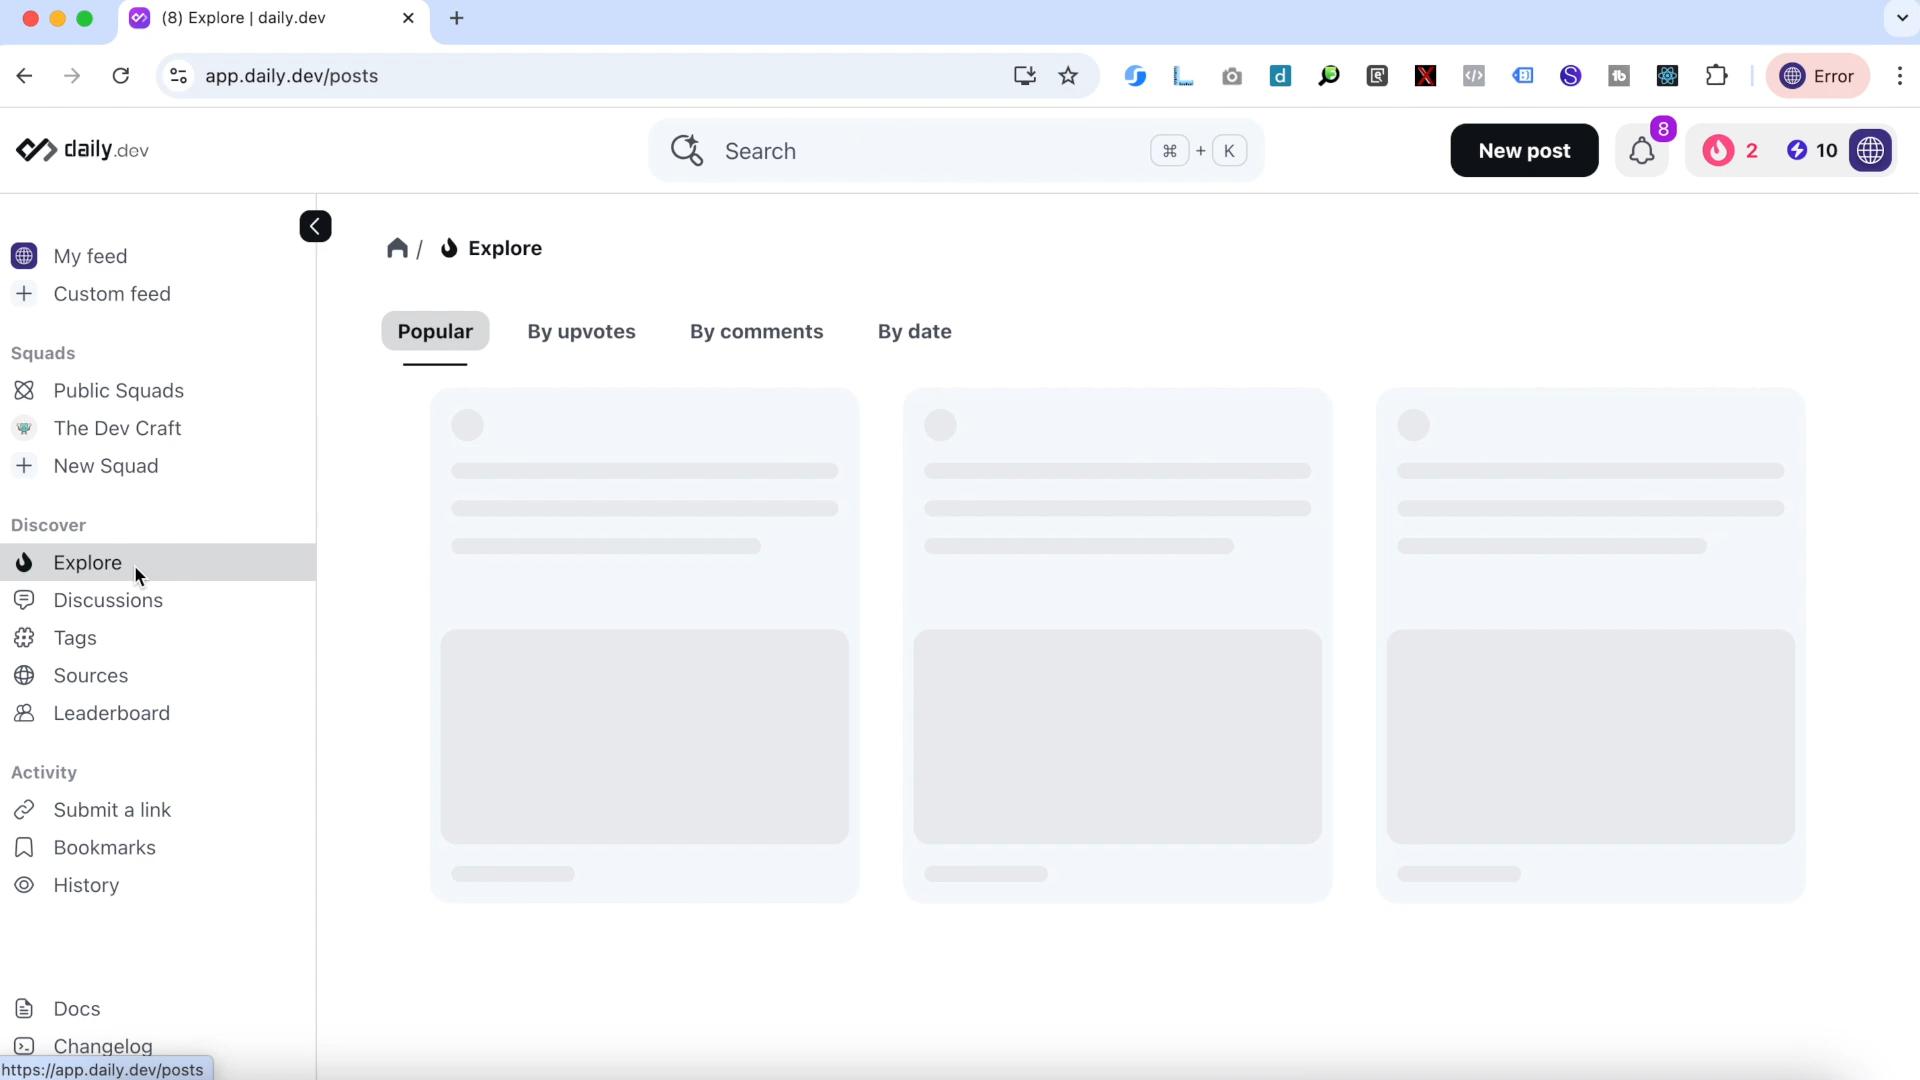 (8) Explore | daily.dev
app.daily.dev/posts
Error
daily.dev
Search
⌘ + K
New post
8
2
10
My feed
Custom feed
Squads
Public Squads
The Dev Craft
New Squad
Discover
Explore
Discussions
Tags
Sources
Leaderboard
Activity
Submit a link
Bookmarks
History
Docs
Changelog
https://app.daily.dev/posts
/ Explore
Popular By upvotes By comments By date